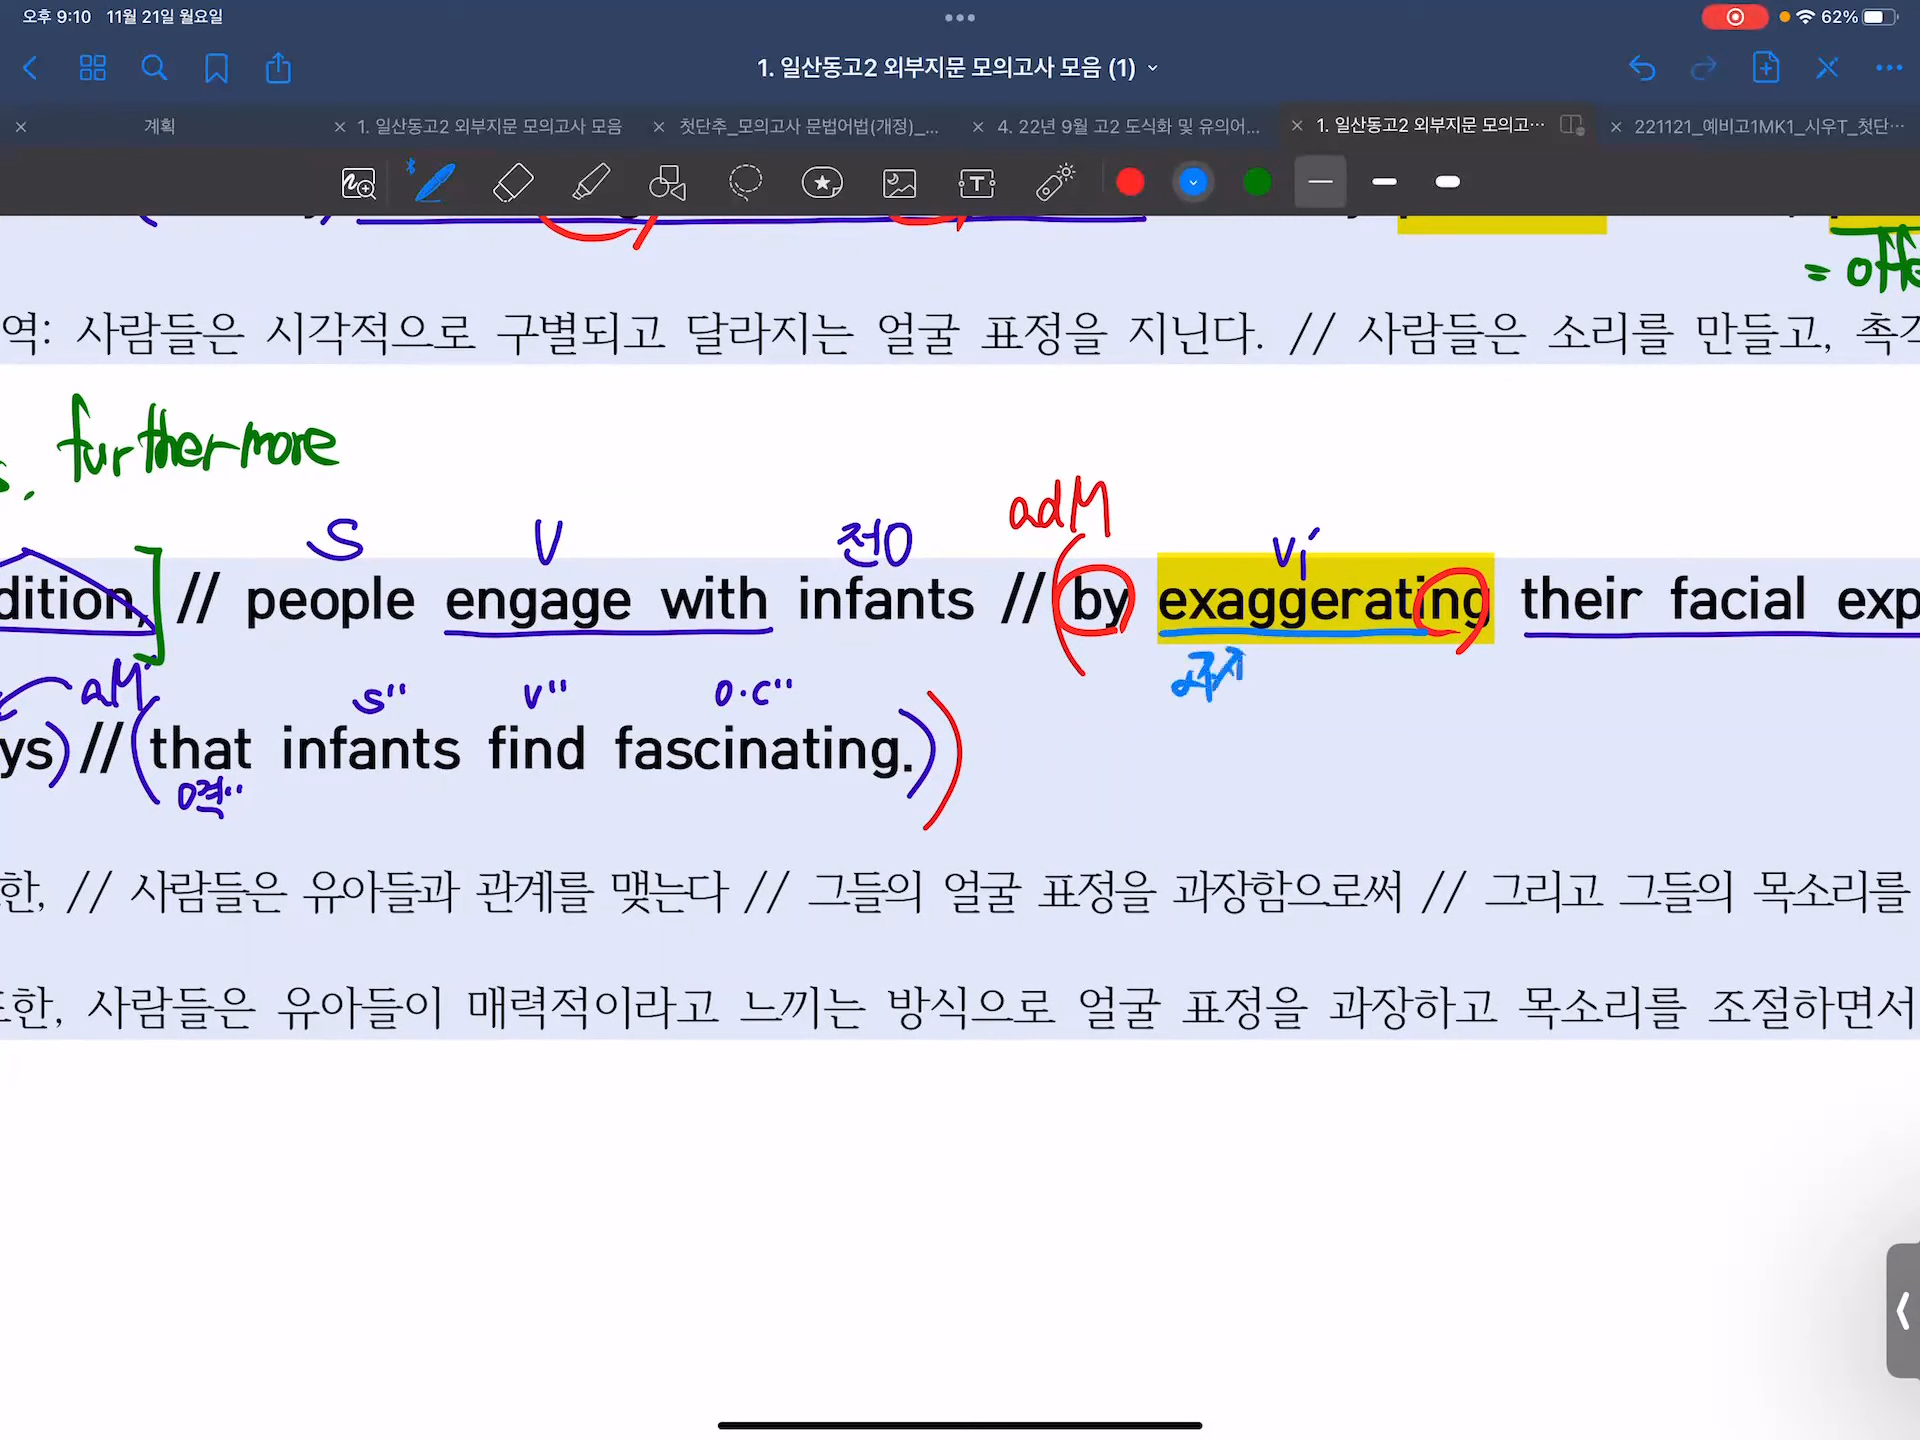 오후 9:10 11월 21일 월요일
62%
1. 일산동고2 외부지문 모의고사 모음 (1)
계획
1. 일산동고2 외부지문 모의고사 모음
첫단추_모의고사 문법어법(개정)_...
4. 22년 9월 고2 도식화 및 유의어...
1. 일산동고2 외부지문 모의고...
221121_예비고1MK1_시우T_첫단...
= offe
역: 사람들은 시각적으로 구별되고 달라지는 얼굴 표정을 지닌다. // 사람들은 소리를 만들고, 촉각
s. furthermore
S V 전O adM V'
dition, // people engage with infants // by exaggerating their facial exp
aM S'' V'' O·C''
ys) // (that infants find fascinating.)
O격''
한, // 사람들은 유아들과 관계를 맺는다 // 그들의 얼굴 표정을 과장함으로써 // 그리고 그들의 목소리를
또한, 사람들은 유아들이 매력적이라고 느끼는 방식으로 얼굴 표정을 과장하고 목소리를 조절하면서